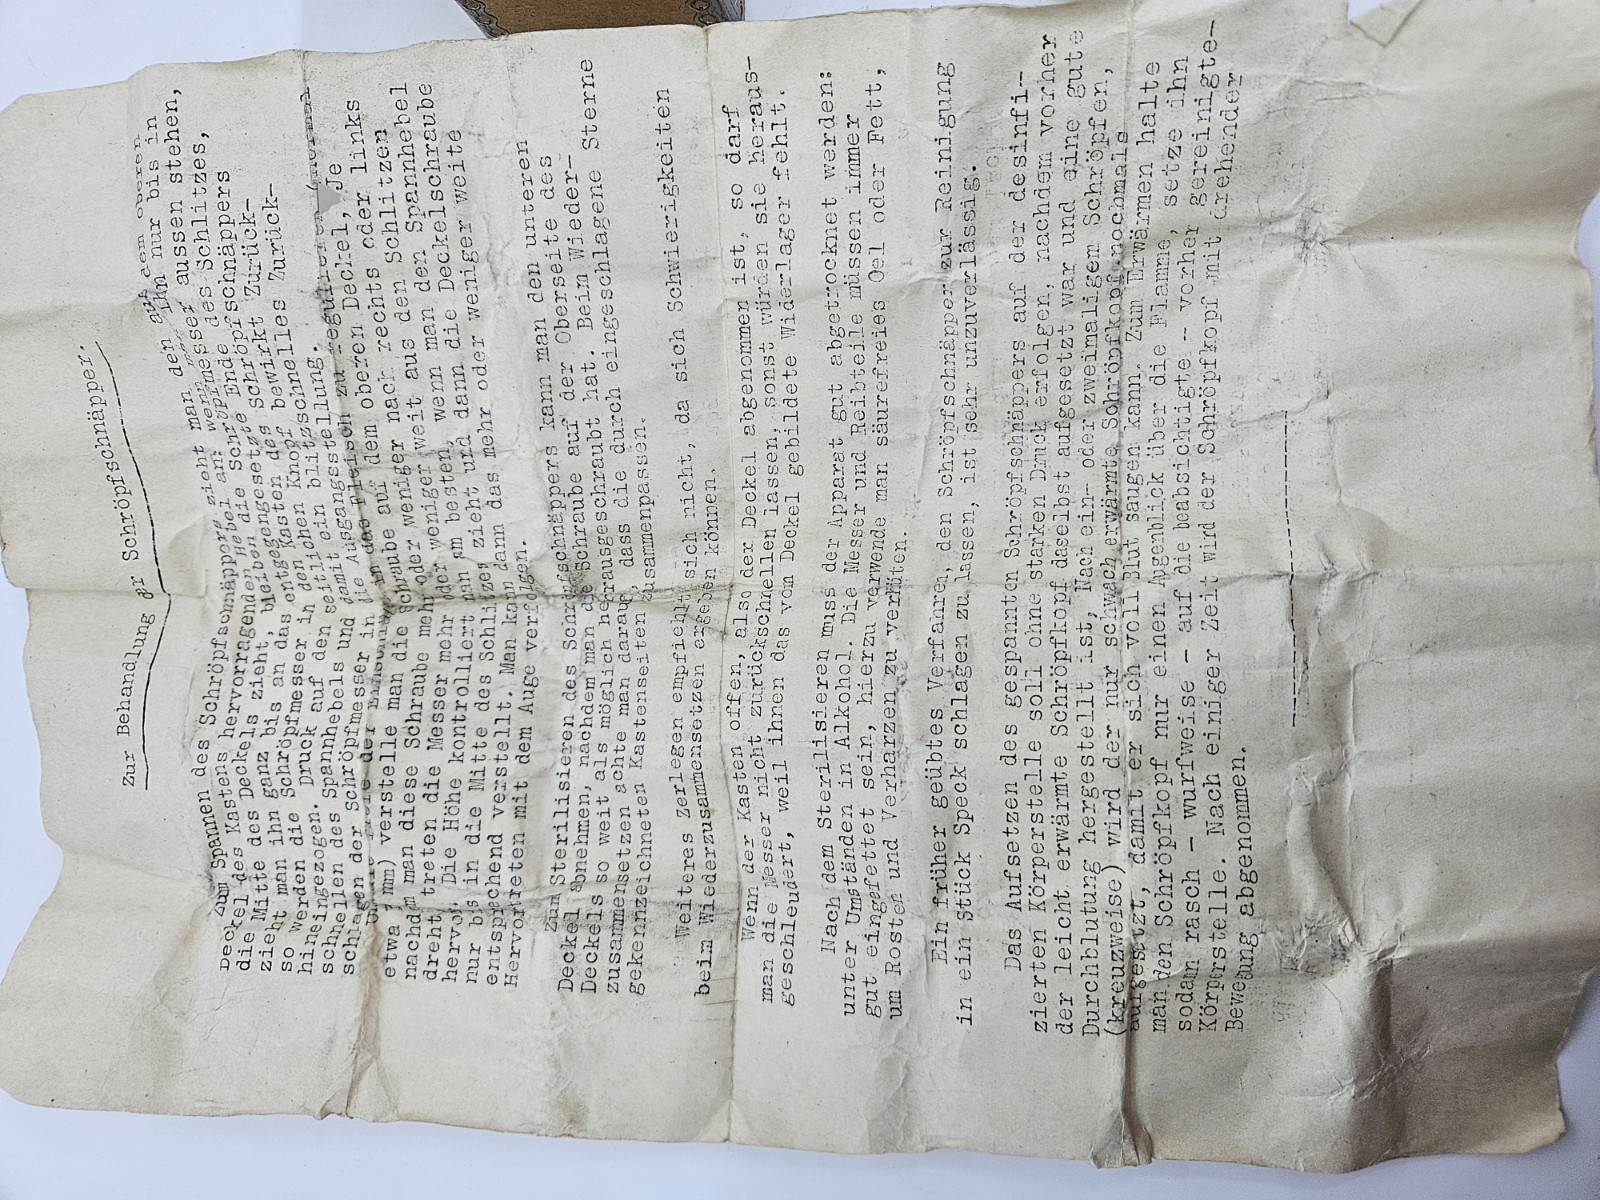 Zur Behandlung der Schröpfschnäpper.
Zum Spannen des Schröpfschnäppers zieht man den aus dem oberen
Deckel des Kastens hervorragenden Hebel an; ihn nur bis in
die Mitte des Deckels zieht, bleiben die Schröpfmesser aussen stehen,
zieht man ihn ganz bis an das entgegengesetzte Ende des Schlitzes,
so werden die Schröpfmesser in den Kasten des Schröpfschnäppers
hineingezogen. Druck auf den seitlichen Knopf bewirkt Zurück-
schnellen des Spannhebels und damit ein blitzschnelles Zurück-
schlagen der Schröpfmesser in die Ausgangsstellung.
Um die Tiefe der in das Fleisch zu regulieren
etwa 7 mm) verstelle man die Schraube auf dem oberen Deckel, Je
nachdem man diese Schraube mehr oder weniger nach rechts oder links
dreht, treten die Messer mehr oder weniger weit aus den Schlitzen
hervor. Die Höhe kontrolliert man am besten, wenn man den Spannhebel
nur bis in die Mitte des Schlitzes zieht und dann die Deckelschraube
entsprechend verstellt. Man kann dann das mehr oder weniger weite
Hervortreten mit dem Auge verfolgen.
Zum Sterilisieren des Schröpfschnäppers kann man den unteren
Deckel abnehmen, nachdem man die Schraube auf der Oberseite des
Deckels so weit als möglich herausgeschraubt hat. Beim Wieder-
zusammensetzen achte man darauf, dass die durch eingeschlagene Sterne
gekennzeichneten Kastenseiten zusammenpassen.
Weiteres Zerlegen empfiehlt sich nicht, da sich Schwierigkeiten
beim Wiederzusammensetzen ergeben können.
Wenn der Kasten offen, also der Deckel abgenommen ist, so darf
man die Messer nicht zurückschnellen lassen, sonst würden sie heraus-
geschleudert, weil ihnen das vom Deckel gebildete Widerlager fehlt.
Nach dem Sterilisieren muss der Apparat gut abgetrocknet werden:
unter Umständen in Alkohol. Die Messer und Reibteile müssen immer
gut eingefettet sein, hierzu verwende man säurefreies Oel oder Fett,
um Rosten und Verharzen zu verhüten.
Ein früher geübtes Verfahren, den Schröpfschnäpper zur Reinigung
in ein Stück Speck schlagen zu lassen, ist sehr unzuverlässig.
Das Aufsetzen des gespannten Schröpfschnäppers auf der desinfi-
zierten Körperstelle soll ohne starken Druck erfolgen, nachdem vorher
der leicht erwärmte Schröpfkopf daselbst aufgesetzt war und eine gute
Durchblutung hergestellt ist, Nach ein- oder zweimaligem Schröpfen,
(kreuzweise) wird der nur schwach erwärmte Schröpfkopf nochmals
aufgesetzt, damit er sich voll Blut saugen kann. Zum Erwärmen halte
man den Schröpfkopf nur einen Augenblick über die Flamme, setze ihn
sodann rasch - wurfweise - auf die beabsichtigte - vorher gereinigte-
Körperstelle. Nach einiger Zeit wird der Schröpfkopf mit drehender
Bewegung abgenommen.